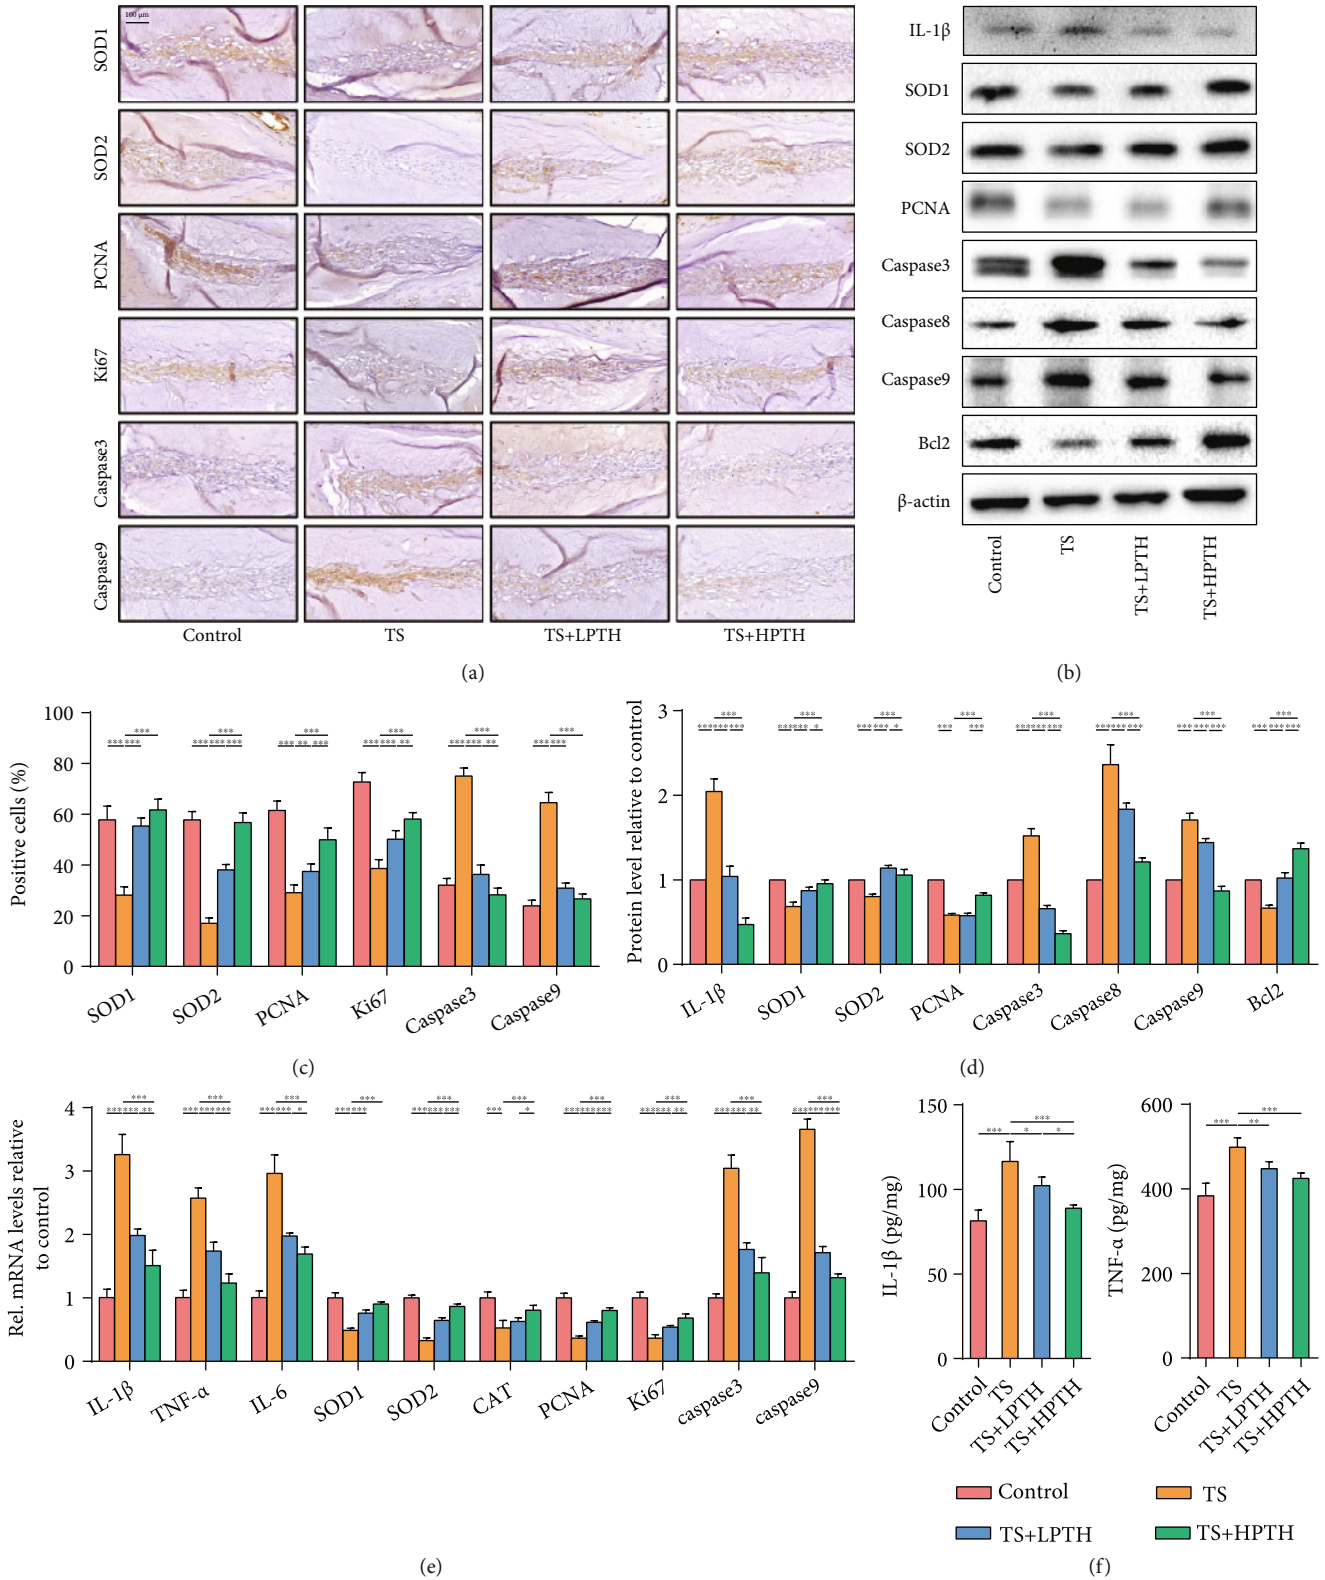 100 μm
SOD1
SOD2
PCNA
Ki67
Caspase3
Caspase9
Control TS TS+LPTH TS+HPTH
(a)
IL-1β
SOD1
SOD2
PCNA
Caspase3
Caspase8
Caspase9
Bcl2
β-actin
Control TS TS+LPTH TS+HPTH
(b)
Positive cells (%)
100
80
60
40
20
0
SOD1 SOD2 PCNA Ki67 Caspase3 Caspase9
(c)
Protein level relative to control
3
2
1
0
IL-1β SOD1 SOD2 PCNA Caspase3 Caspase8 Caspase9 Bcl2
(d)
Rel. mRNA levels relative
to control
4
3
2
1
0
IL-1β TNF-α IL-6 SOD1 SOD2 CAT PCNA Ki67 caspase3 caspase9
(e)
IL-1β (pg/mg)
150
100
50
0
*** * *
***
Control TS TS+LPTH TS+HPTH
TNF-α (pg/mg)
600
400
200
0
***
*** **
Control TS TS+LPTH TS+HPTH
Control TS
TS+LPTH TS+HPTH
(f)